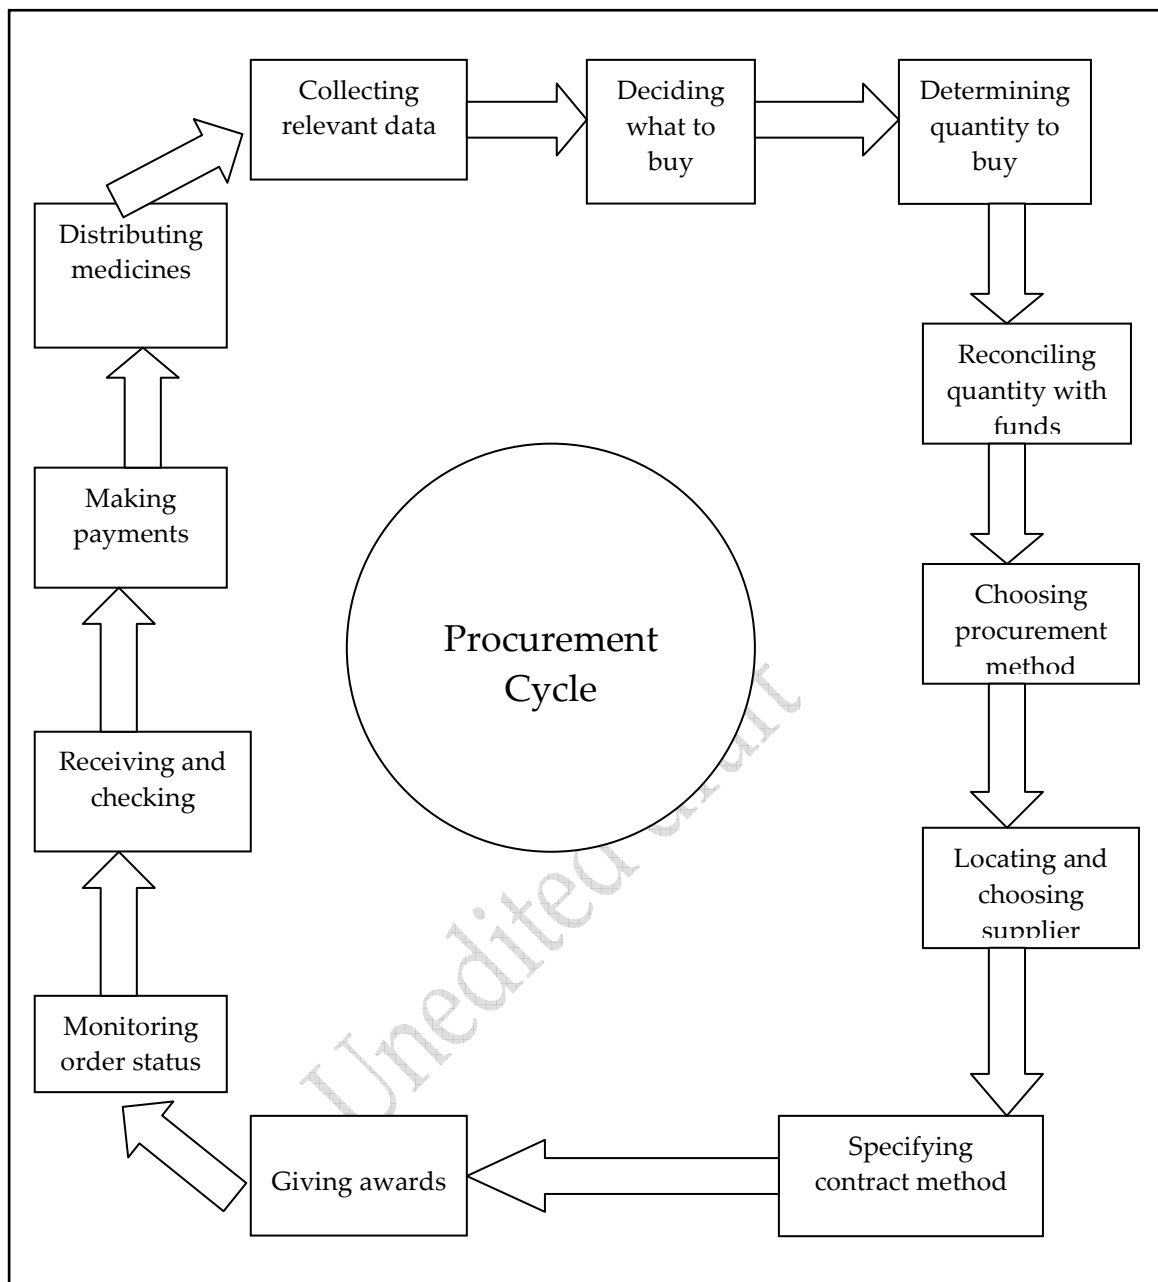 Collecting
relevant data
Deciding
what to
buy
Determining
quantity to
buy
Reconciling
quantity with
funds
Choosing
procurement
method
Locating and
choosing
supplier
Specifying
contract method
Giving awards
Monitoring
order status
Receiving and
checking
Making
payments
Distributing
medicines
Procurement
Cycle
Unedited draft